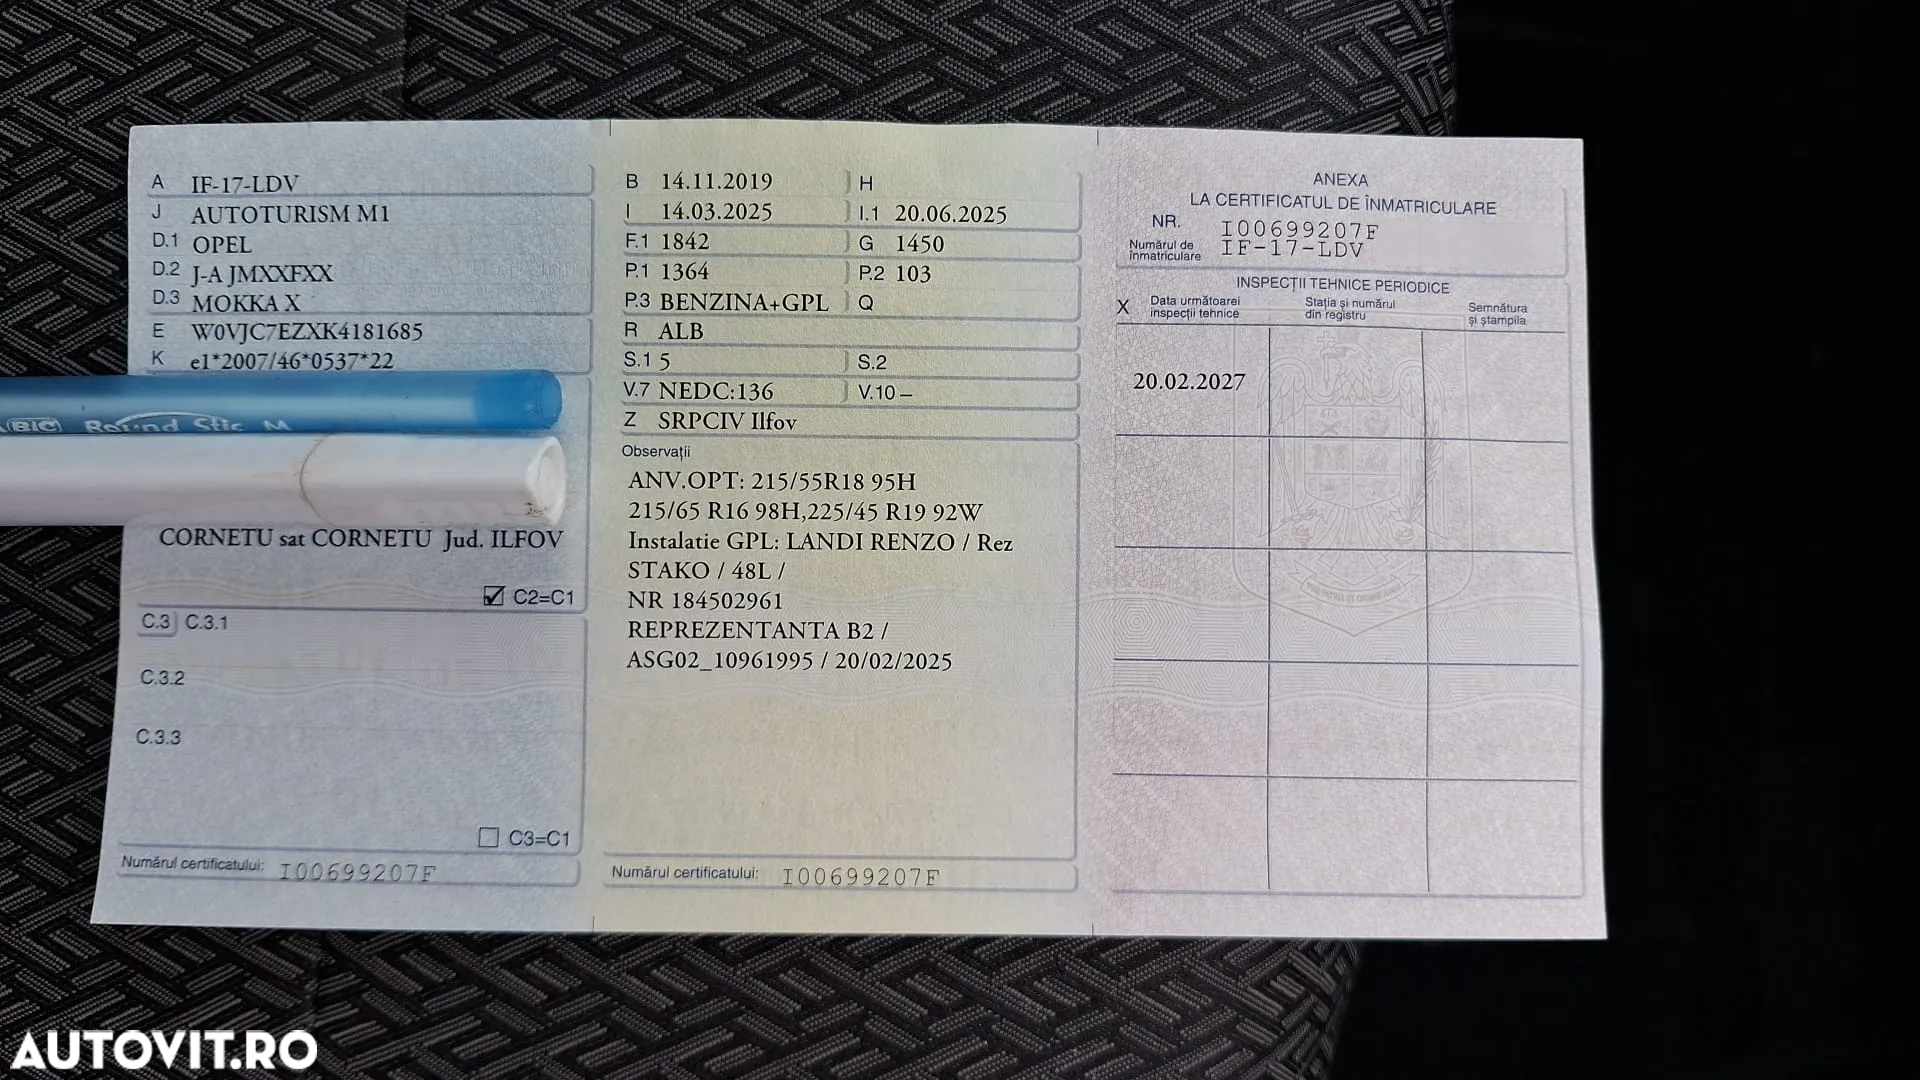 A IF-17-LDV
J AUTOTURISM M1
D.1 OPEL
D.2 J-A JMXXFXX
D.3 MOKKA X
E W0VJC7EZXK4181685
K e1*2007/46*0537*22
BIC Round Stic M
CORNETU sat CORNETU Jud. ILFOV
C2=C1
C.3 C.3.1
C.3.2
C.3.3
C3=C1
Numărul certificatului: I00699207F
B 14.11.2019 H
I 14.03.2025 I.1 20.06.2025
F.1 1842 G 1450
P.1 1364 P.2 103
P.3 BENZINA+GPL Q
R ALB
S.1 5 S.2
V.7 NEDC:136 V.10 –
Z SRPCIV Ilfov
Observații
ANV.OPT: 215/55R18 95H
215/65 R16 98H,225/45 R19 92W
Instalatie GPL: LANDI RENZO / Rez
STAKO / 48L /
NR 184502961
REPREZENTANTA B2 /
ASG02_10961995 / 20/02/2025
Numărul certificatului: I00699207F
ANEXA
LA CERTIFICATUL DE ÎNMATRICULARE
NR. I00699207F
Numărul de înmatriculare IF-17-LDV
INSPECȚII TEHNICE PERIODICE
X Data următoarei inspecții tehnice Stația și numărul din registru Semnătura și ștampila
20.02.2027
AUTOVIT.RO